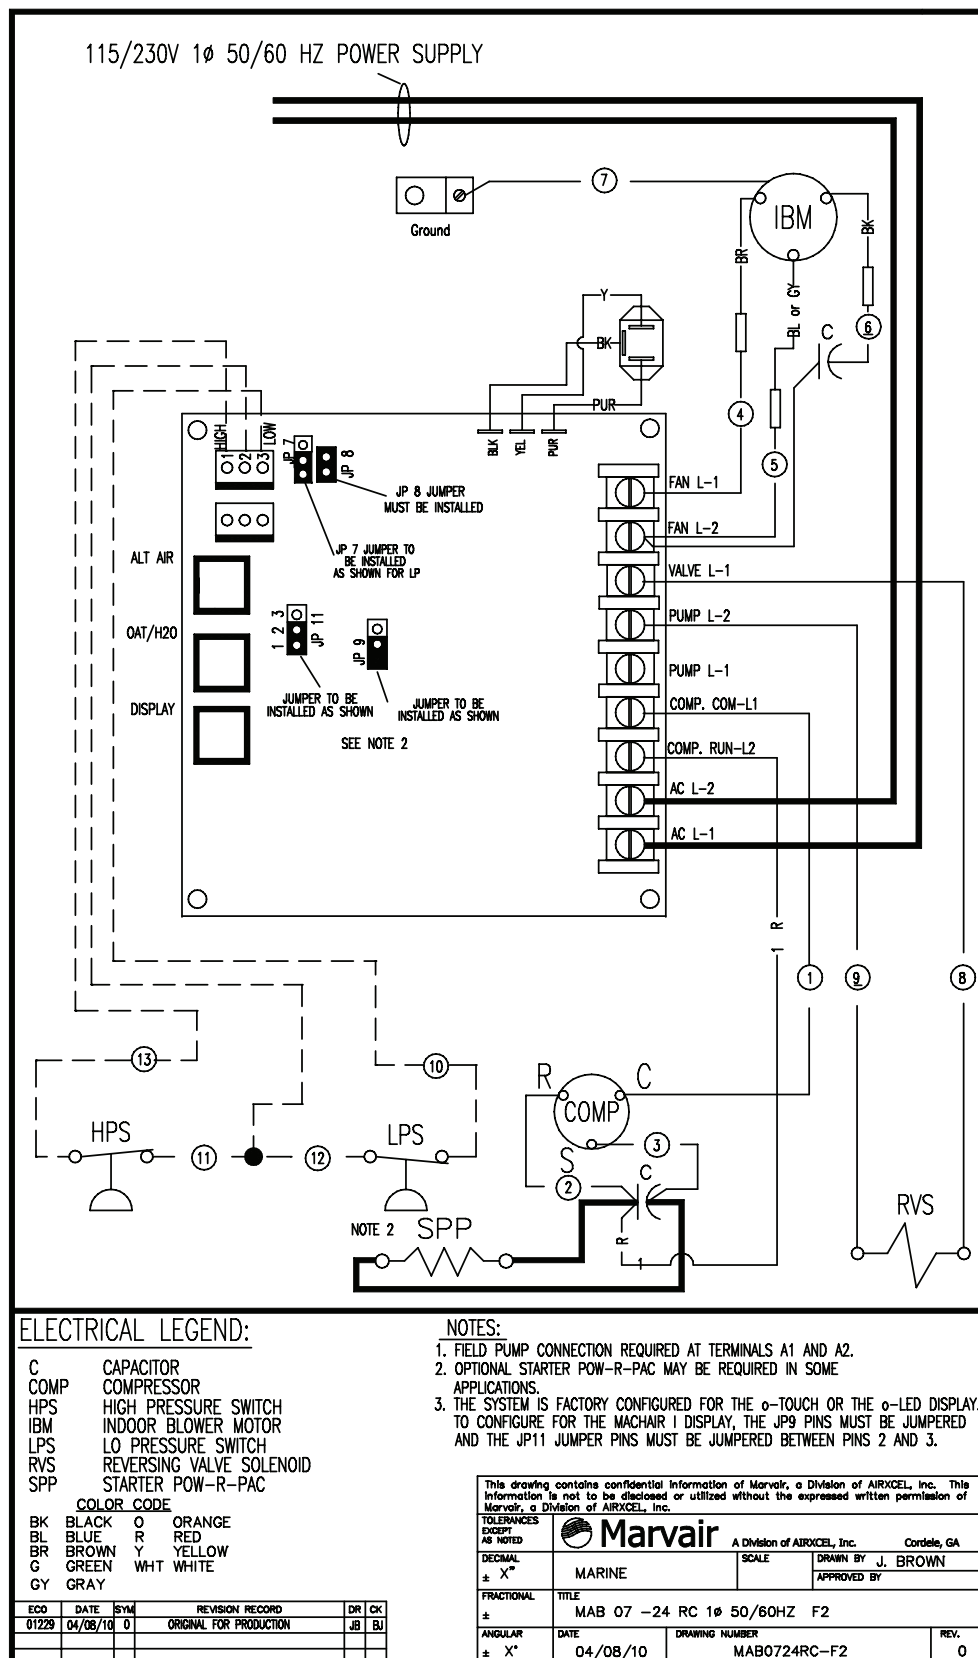 115/230V 1ø 50/60 HZ POWER SUPPLY
7
IBM
Ground
BR
BK
BL or GY
6
C
Y
BK
PUR
4
5
BLK
YEL
PUR
HIGH
LOW
1 2 3
JP 7
JP 8
JP 8 JUMPER
MUST BE INSTALLED
JP 7 JUMPER TO
BE INSTALLED
AS SHOWN FOR LP
FAN L-1
FAN L-2
VALVE L-1
PUMP L-2
PUMP L-1
COMP. COM-L1
COMP. RUN-L2
AC L-2
AC L-1
ALT AIR
OAT/H2O
DISPLAY
1 2 3
JP 11
JP 9
JUMPER TO BE
INSTALLED AS SHOWN
JUMPER TO BE
INSTALLED AS SHOWN
SEE NOTE 2
R
1
1
9
8
13
10
R
C
COMP
S
3
HPS
LPS
11
12
2
C
NOTE 2
SPP
R
1
RVS
ELECTRICAL LEGEND:
C CAPACITOR
COMP COMPRESSOR
HPS HIGH PRESSURE SWITCH
IBM INDOOR BLOWER MOTOR
LPS LO PRESSURE SWITCH
RVS REVERSING VALVE SOLENOID
SPP STARTER POW-R-PAC
COLOR CODE
BK BLACK O ORANGE
BL BLUE R RED
BR BROWN Y YELLOW
G GREEN WHT WHITE
GY GRAY
NOTES:
1. FIELD PUMP CONNECTION REQUIRED AT TERMINALS A1 AND A2.
2. OPTIONAL STARTER POW-R-PAC MAY BE REQUIRED IN SOME
APPLICATIONS.
3. THE SYSTEM IS FACTORY CONFIGURED FOR THE o-TOUCH OR THE o-LED DISPLAY.
TO CONFIGURE FOR THE MACHAIR I DISPLAY, THE JP9 PINS MUST BE JUMPERED
AND THE JP11 JUMPER PINS MUST BE JUMPERED BETWEEN PINS 2 AND 3.
This drawing contains confidential information of Marvair, a Division of AIRXCEL, Inc. This
information is not to be disclosed or utilized without the expressed written permission of
Marvair, a Division of AIRXCEL, Inc.
TOLERANCES
EXCEPT
AS NOTED
Marvair
A Division of AIRXCEL, Inc. Cordele, GA
DECIMAL
± X"
MARINE
SCALE
DRAWN BY J. BROWN
APPROVED BY
FRACTIONAL
±
TITLE
MAB 07 -24 RC 1ø 50/60HZ F2
ANGULAR
± X°
DATE
04/08/10
DRAWING NUMBER
MAB0724RC-F2
REV.
0
ECO DATE SYM REVISION RECORD DR CK
01229 04/08/10 0 ORIGINAL FOR PRODUCTION JB BJ